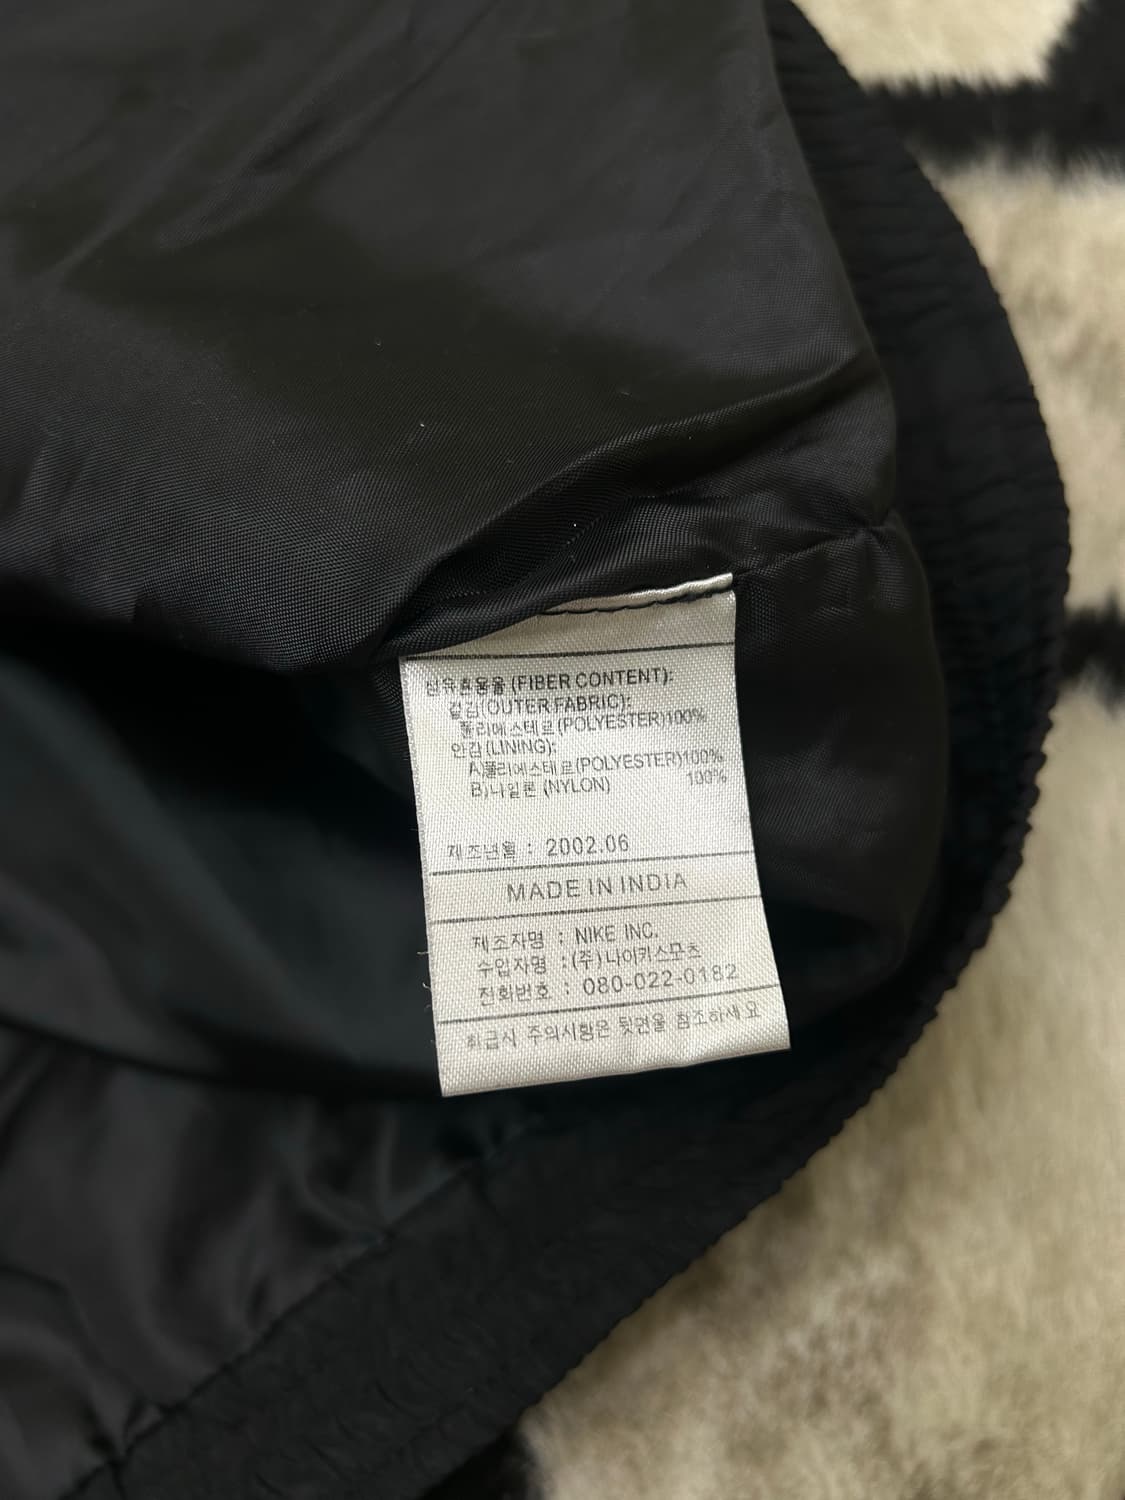 섬유혼용율 (FIBER CONTENT):
겉감(OUTER FABRIC):
폴리에스테르(POLYESTER)100%
안감(LINING):
A)폴리에스테르(POLYESTER)100%
B)나일론 (NYLON) 100%
제조년월 : 2002.06
MADE IN INDIA
제조자명 : NIKE INC.
수입자명 : (주)나이키스포츠
전화번호 : 080-022-0182
취급시 주의사항은 뒷면을 참조하세요